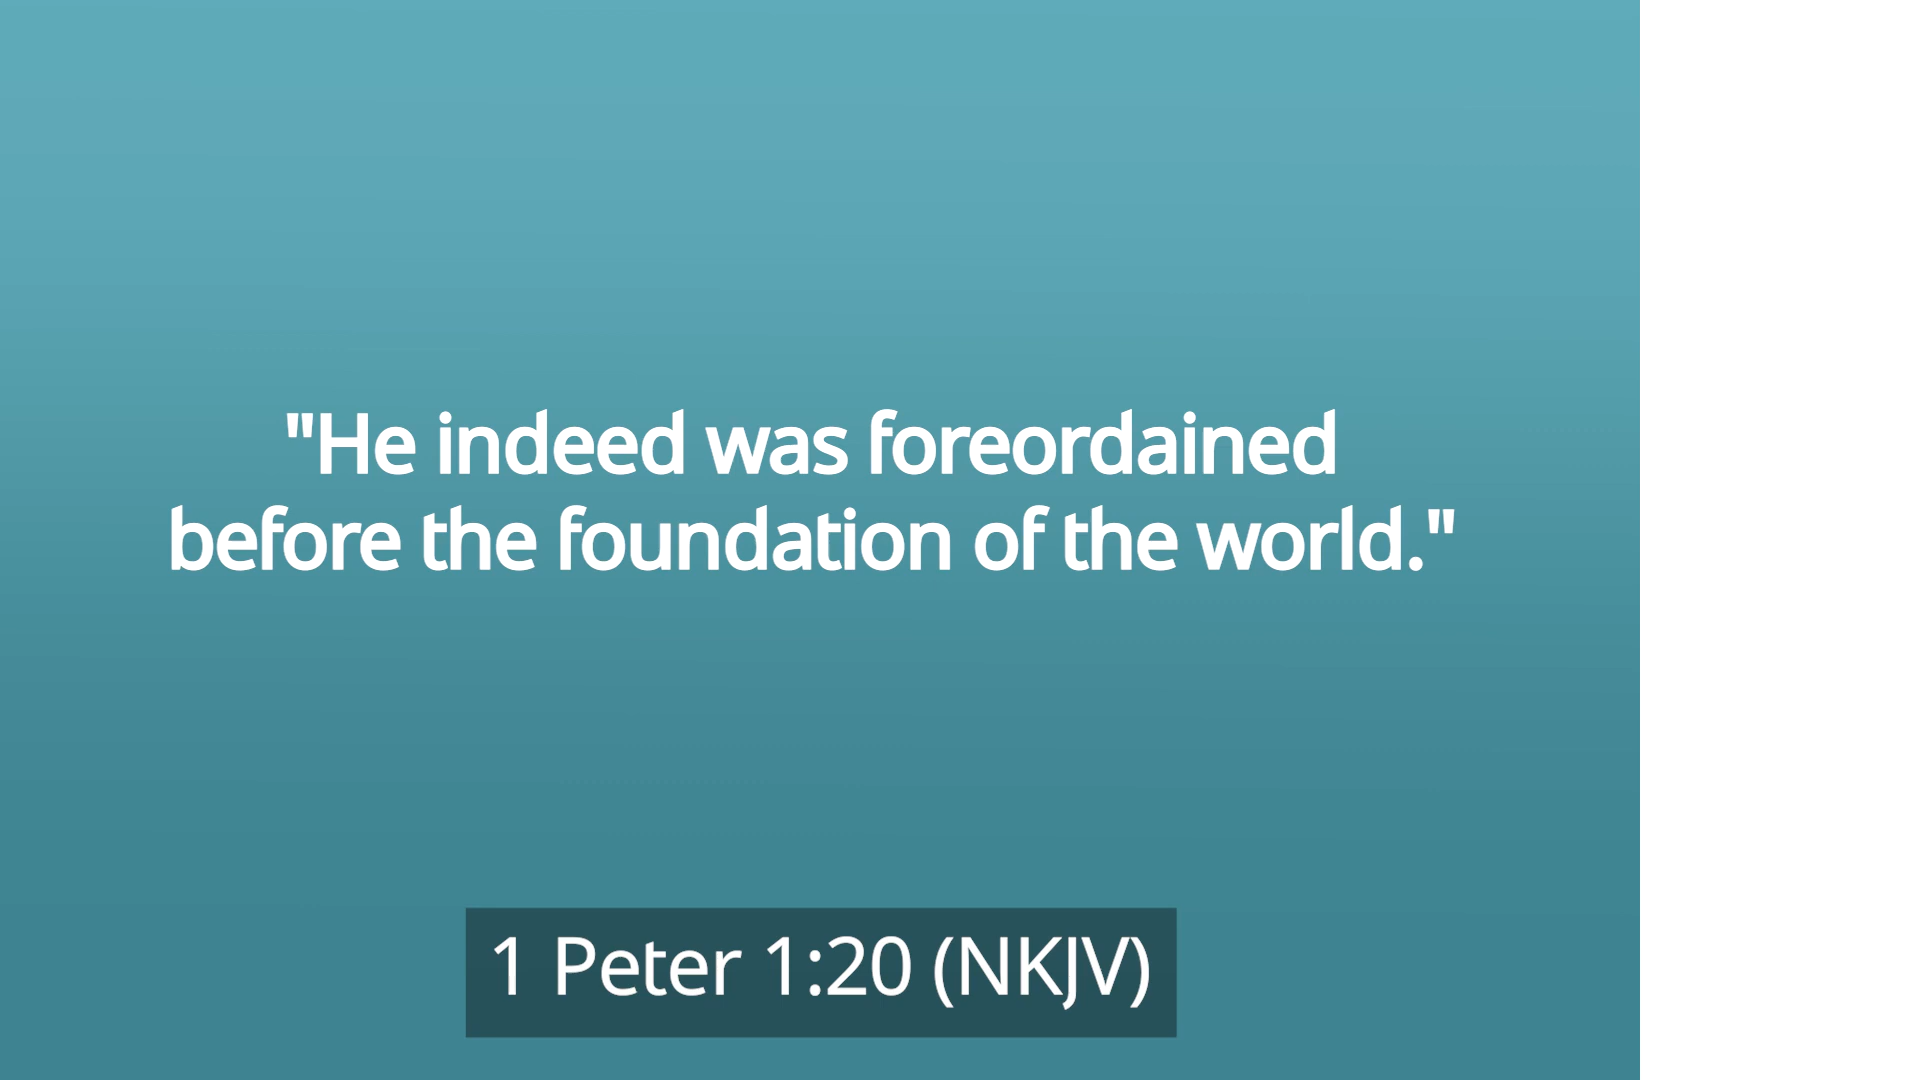 "He indeed was foreordained
before the foundation of the world."
1 Peter 1:20 (NKJV)